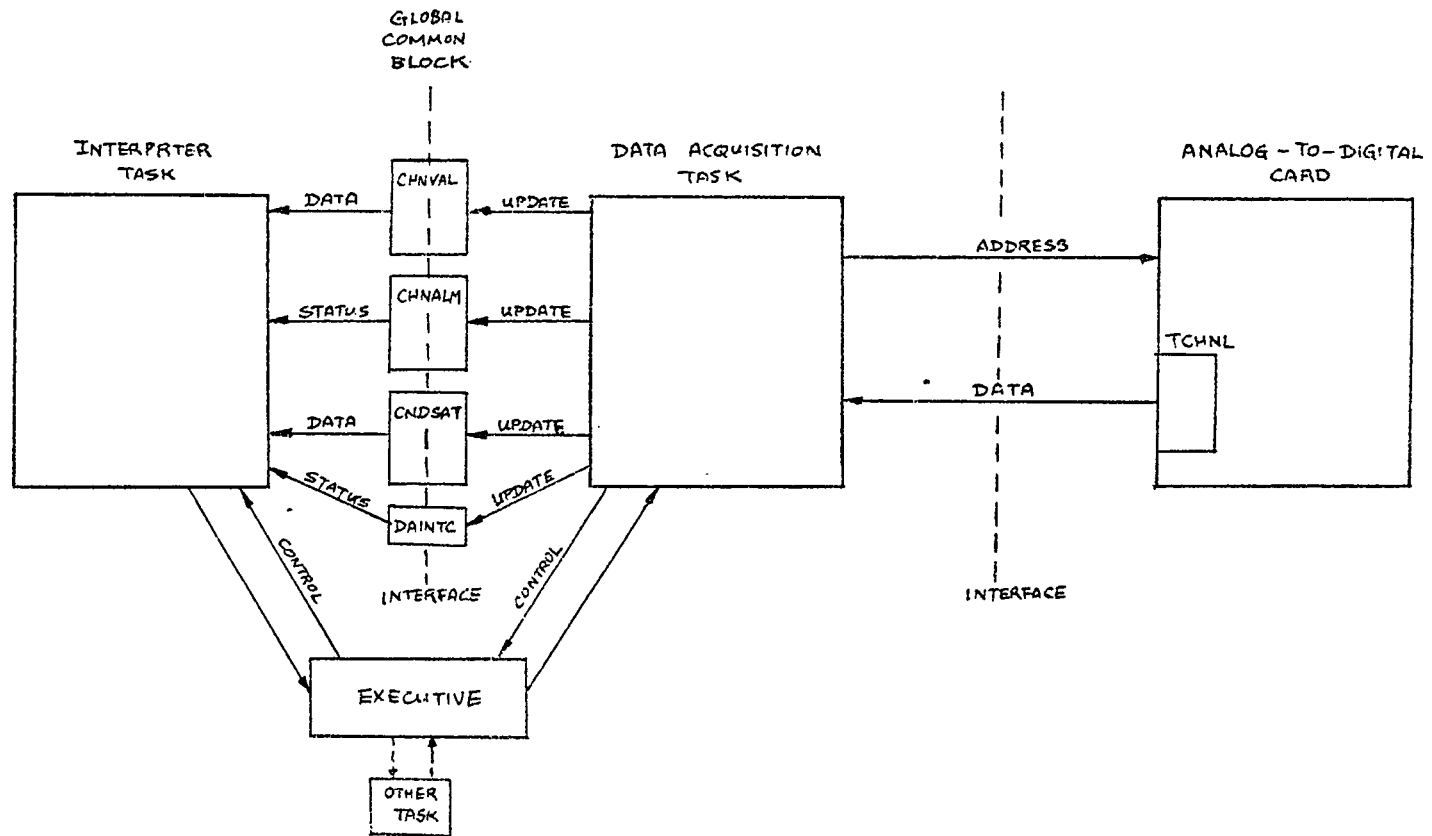 GLOBAL
COMMON
BLOCK
INTERPRTER
TASK
DATA ACQUISITION
TASK
ANALOG-TO-DIGITAL
CARD
CHNVAL
DATA
UPDATE
ADDRESS
CHNALM
STATUS
UPDATE
TCHNL
CNDSAT
DATA
UPDATE
DATA
STATUS
UPDATE
DAINTC
CONTROL
CONTROL
INTERFACE
INTERFACE
EXECUTIVE
OTHER
TASK